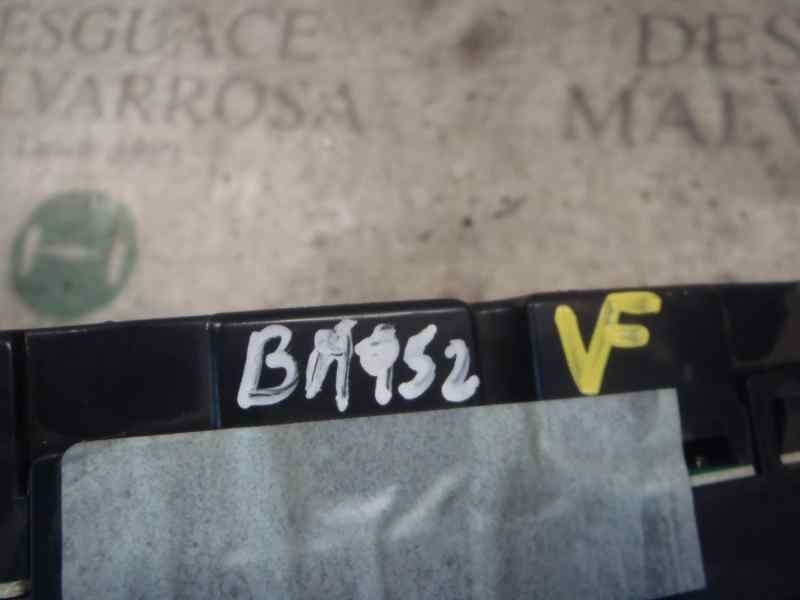 ESGUACE DES
LVARROSA MALV
BM952 VF